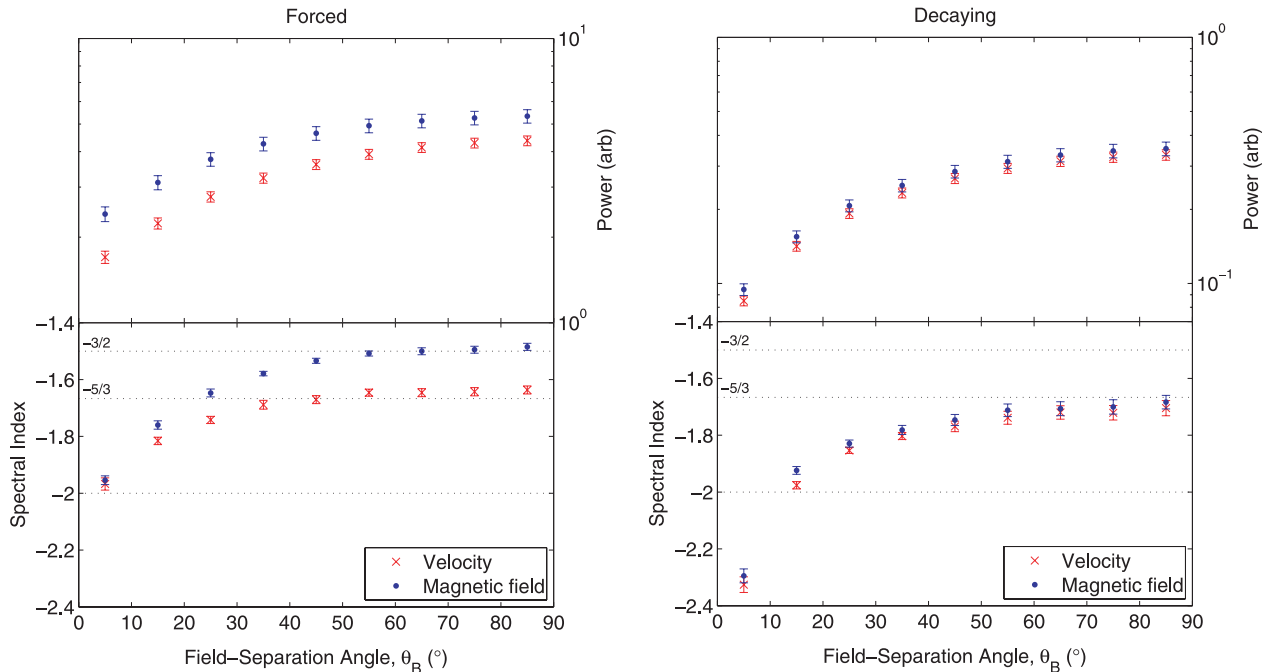 Forced
10^1
Power (arb)
10^0
−1.4
−1.6
−1.8
−2
−2.2
−2.4
Spectral Index
−3/2
−5/3
Velocity
Magnetic field
0 10 20 30 40 50 60 70 80 90
Field−Separation Angle, θ_B (°)
Decaying
10^0
Power (arb)
10^−1
−1.4
−1.6
−1.8
−2
−2.2
−2.4
Spectral Index
−3/2
−5/3
Velocity
Magnetic field
0 10 20 30 40 50 60 70 80 90
Field−Separation Angle, θ_B (°)